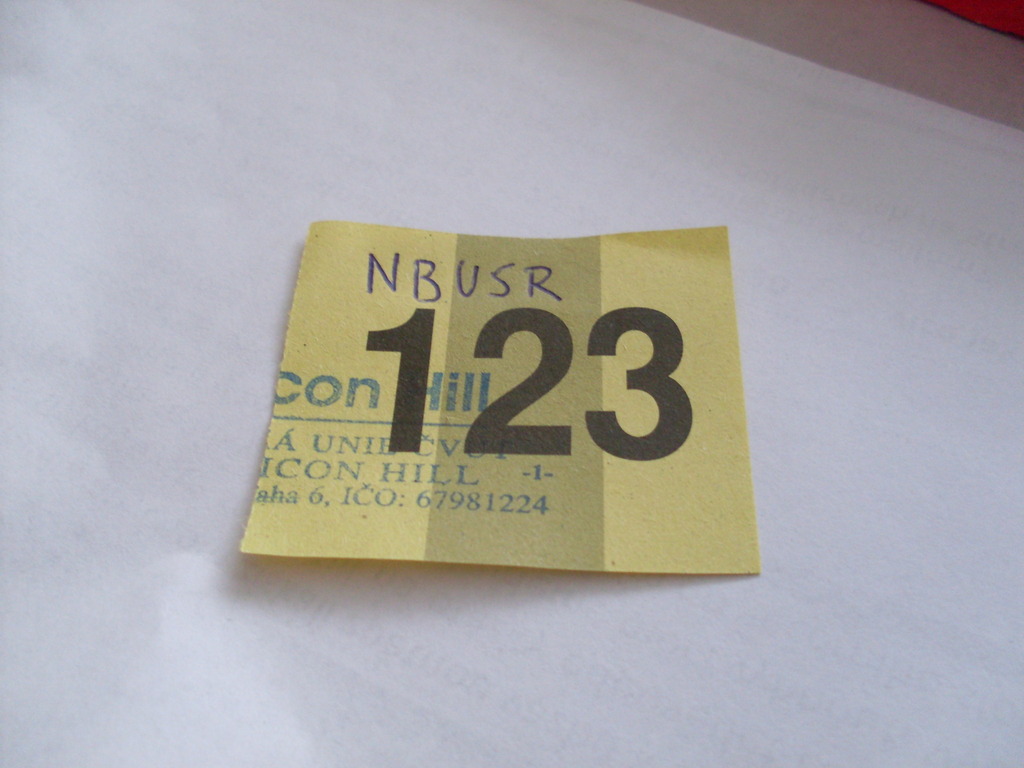 NBUSR
123
con Hill
Á UNIE ČVUT
ICON HILL -1-
aha 6, IČO: 67981224